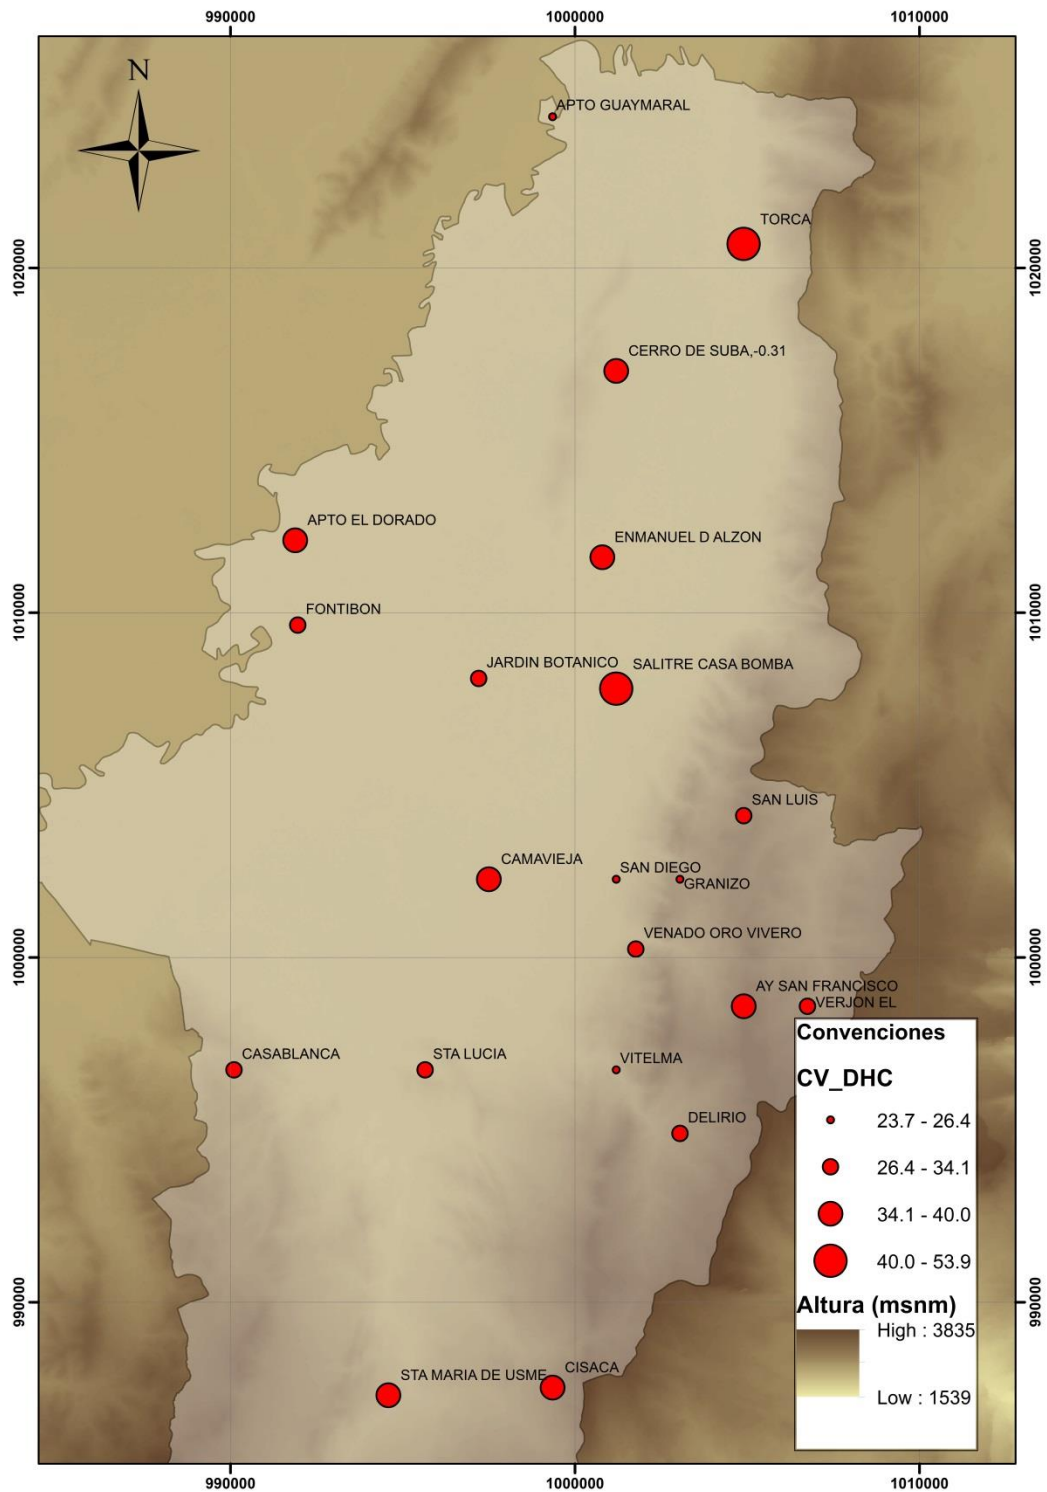 990000
1000000
1010000
N
APTO GUAYMARAL
TORCA
1020000
1020000
CERRO DE SUBA,-0.31
APTO EL DORADO
ENMANUEL D ALZON
FONTIBON
1010000
1010000
JARDIN BOTANICO
SALITRE CASA BOMBA
SAN LUIS
CAMAVIEJA
SAN DIEGO
GRANIZO
VENADO ORO VIVERO
1000000
1000000
AY SAN FRANCISCO
VERJON EL
CASABLANCA
STA LUCIA
VITELMA
DELIRIO
Convenciones
CV_DHC
23.7 - 26.4
26.4 - 34.1
34.1 - 40.0
40.0 - 53.9
Altura (msnm)
High : 3835
Low : 1539
990000
990000
STA MARIA DE USME
CISACA
990000
1000000
1010000